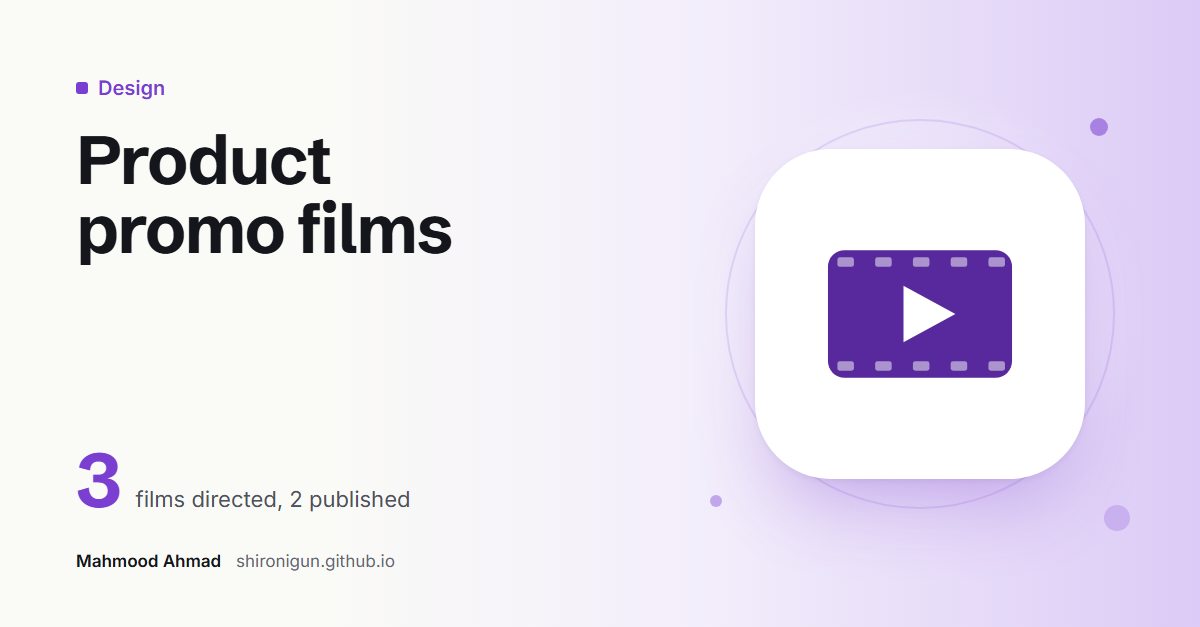 Design
Product
promo films
3 films directed, 2 published
Mahmood Ahmad shironigun.github.io